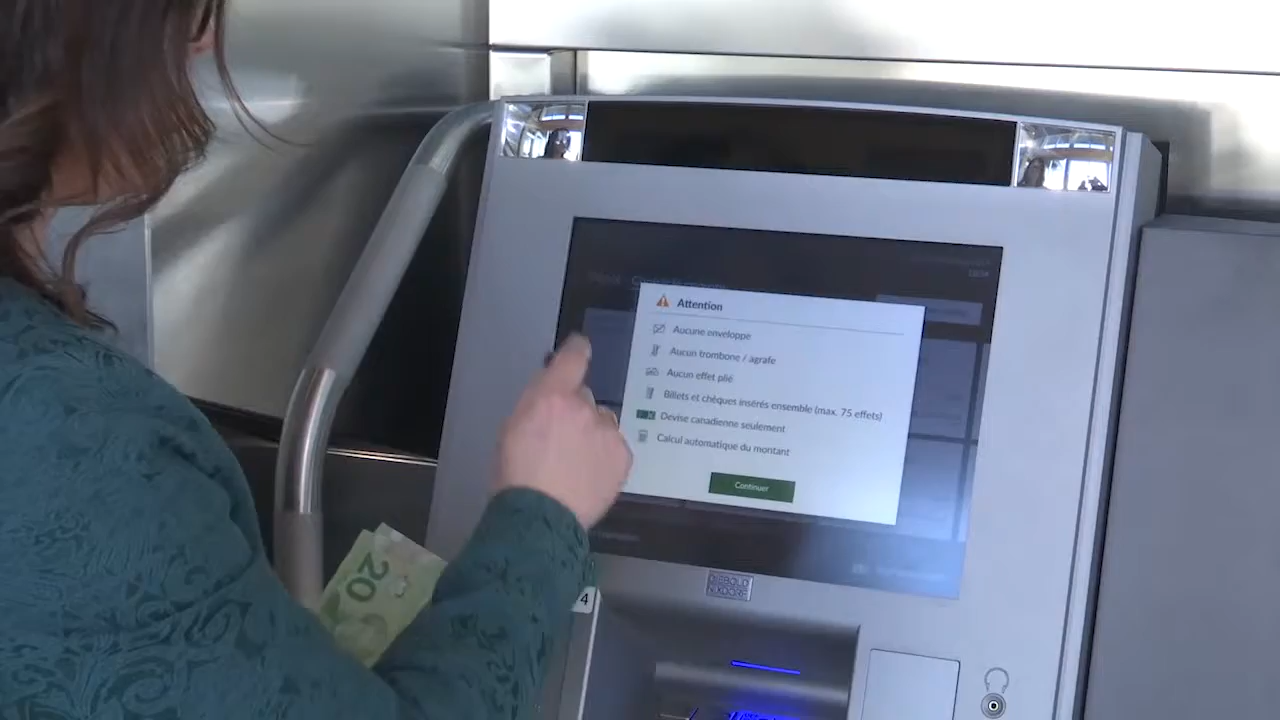 Attention
Aucune enveloppe
Aucun trombone / agrafe
Aucun effet plié
Billets et chèques insérés ensemble (max. 75 effets)
Devise canadienne seulement
Calcul automatique du montant
Continuer
DIEBOLD
NIXDORF
4
20